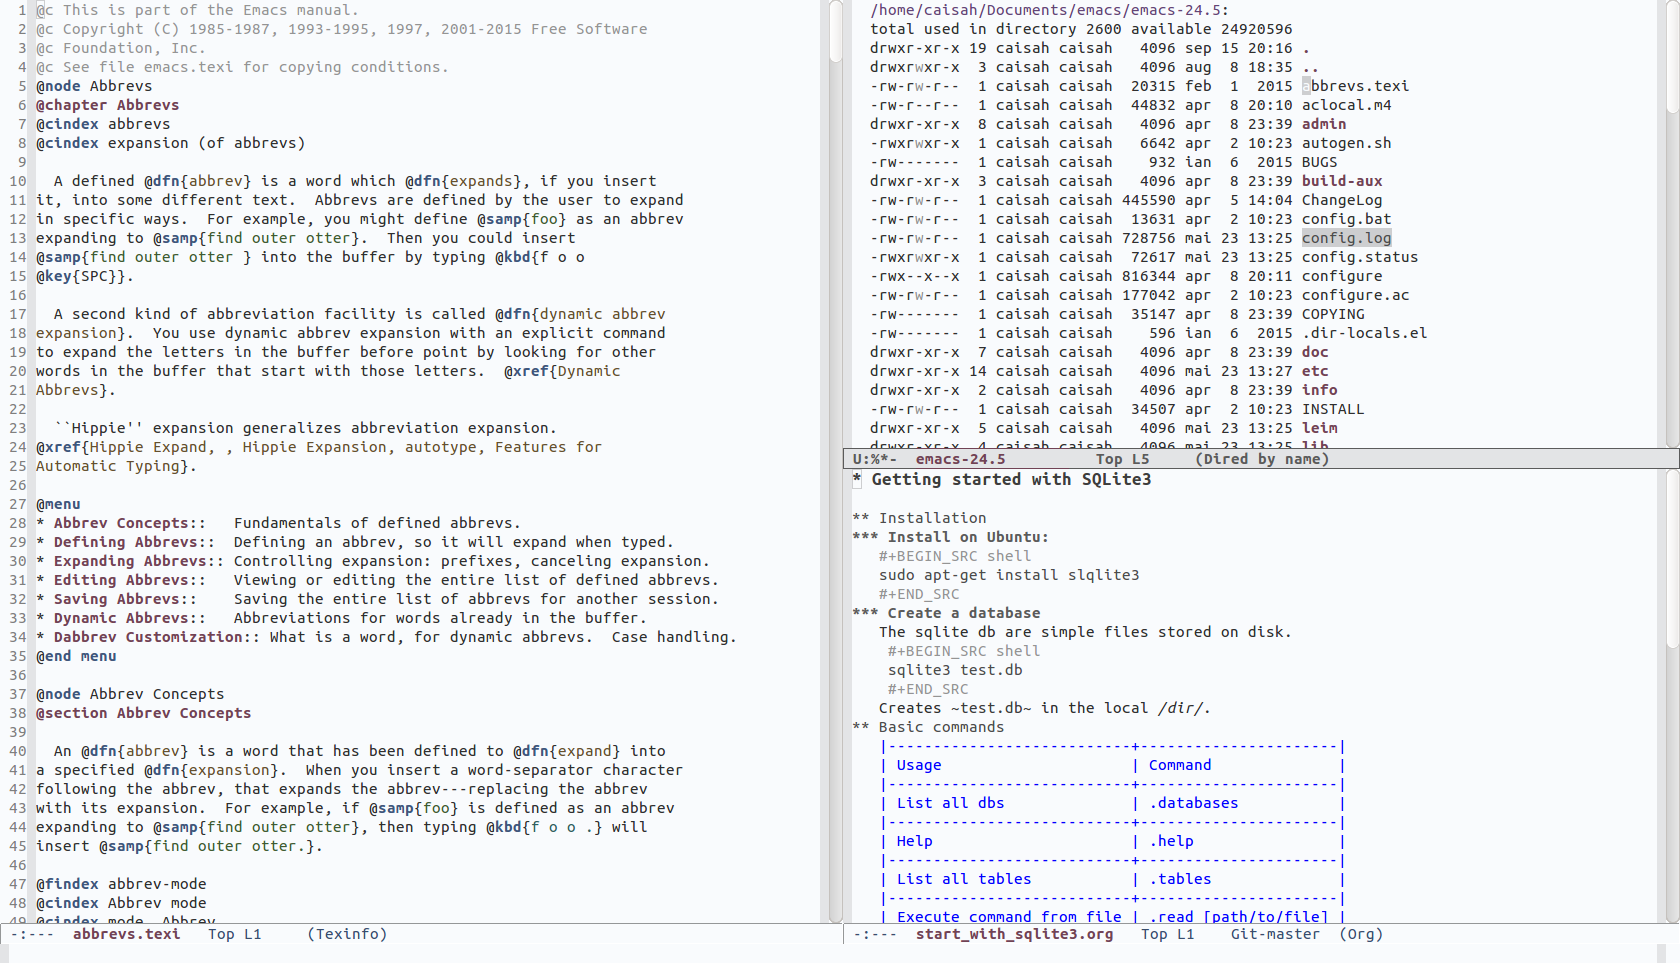 1 @c This is part of the Emacs manual.
2 @c Copyright (C) 1985-1987, 1993-1995, 1997, 2001-2015 Free Software
3 @c Foundation, Inc.
4 @c See file emacs.texi for copying conditions.
5 @node Abbrevs
6 @chapter Abbrevs
7 @cindex abbrevs
8 @cindex expansion (of abbrevs)
9
10   A defined @dfn{abbrev} is a word which @dfn{expands}, if you insert
11 it, into some different text.  Abbrevs are defined by the user to expand
12 in specific ways.  For example, you might define @samp{foo} as an abbrev
13 expanding to @samp{find outer otter}.  Then you could insert
14 @samp{find outer otter } into the buffer by typing @kbd{f o o
15 @key{SPC}}.
16
17   A second kind of abbreviation facility is called @dfn{dynamic abbrev
18 expansion}.  You use dynamic abbrev expansion with an explicit command
19 to expand the letters in the buffer before point by looking for other
20 words in the buffer that start with those letters.  @xref{Dynamic
21 Abbrevs}.
22
23   ``Hippie'' expansion generalizes abbreviation expansion.
24 @xref{Hippie Expand, , Hippie Expansion, autotype, Features for
25 Automatic Typing}.
26
27 @menu
28 * Abbrev Concepts::   Fundamentals of defined abbrevs.
29 * Defining Abbrevs::  Defining an abbrev, so it will expand when typed.
30 * Expanding Abbrevs:: Controlling expansion: prefixes, canceling expansion.
31 * Editing Abbrevs::   Viewing or editing the entire list of defined abbrevs.
32 * Saving Abbrevs::    Saving the entire list of abbrevs for another session.
33 * Dynamic Abbrevs::   Abbreviations for words already in the buffer.
34 * Dabbrev Customization:: What is a word, for dynamic abbrevs.  Case handling.
35 @end menu
36
37 @node Abbrev Concepts
38 @section Abbrev Concepts
39
40   An @dfn{abbrev} is a word that has been defined to @dfn{expand} into
41 a specified @dfn{expansion}.  When you insert a word-separator character
42 following the abbrev, that expands the abbrev---replacing the abbrev
43 with its expansion.  For example, if @samp{foo} is defined as an abbrev
44 expanding to @samp{find outer otter}, then typing @kbd{f o o .} will
45 insert @samp{find outer otter.}.
46
47 @findex abbrev-mode
48 @cindex Abbrev mode
49 @cindex mode, Abbrev
-:---  abbrevs.texi   Top L1     (Texinfo)
/home/caisah/Documents/emacs/emacs-24.5:
total used in directory 2600 available 24920596
drwxr-xr-x 19 caisah caisah   4096 sep 15 20:16 .
drwxrwxr-x  3 caisah caisah   4096 aug  8 18:35 ..
-rw-rw-r--  1 caisah caisah  20315 feb  1  2015 abbrevs.texi
-rw-r--r--  1 caisah caisah  44832 apr  8 20:10 aclocal.m4
drwxr-xr-x  8 caisah caisah   4096 apr  8 23:39 admin
-rwxrwxr-x  1 caisah caisah   6642 apr  2 10:23 autogen.sh
-rw-------  1 caisah caisah    932 ian  6  2015 BUGS
drwxr-xr-x  3 caisah caisah   4096 apr  8 23:39 build-aux
-rw-rw-r--  1 caisah caisah 445590 apr  5 14:04 ChangeLog
-rw-rw-r--  1 caisah caisah  13631 apr  2 10:23 config.bat
-rw-rw-r--  1 caisah caisah 728756 mai 23 13:25 config.log
-rwxrwxr-x  1 caisah caisah  72617 mai 23 13:25 config.status
-rwx--x--x  1 caisah caisah 816344 apr  8 20:11 configure
-rw-rw-r--  1 caisah caisah 177042 apr  2 10:23 configure.ac
-rw-------  1 caisah caisah  35147 apr  8 23:39 COPYING
-rw-------  1 caisah caisah    596 ian  6  2015 .dir-locals.el
drwxr-xr-x  7 caisah caisah   4096 apr  8 23:39 doc
drwxr-xr-x 14 caisah caisah   4096 mai 23 13:27 etc
drwxr-xr-x  2 caisah caisah   4096 apr  8 23:39 info
-rw-rw-r--  1 caisah caisah  34507 apr  2 10:23 INSTALL
drwxr-xr-x  5 caisah caisah   4096 mai 23 13:25 leim
drwxr-xr-x  4 caisah caisah   4096 mai 23 13:25 lib
U:%*-  emacs-24.5          Top L5     (Dired by name)
* Getting started with SQLite3
** Installation
*** Install on Ubuntu:
#+BEGIN_SRC shell
sudo apt-get install slqlite3
#+END_SRC
*** Create a database
The sqlite db are simple files stored on disk.
#+BEGIN_SRC shell
sqlite3 test.db
#+END_SRC
Creates ~test.db~ in the local /dir/.
** Basic commands
|---------------------------+----------------------|
| Usage                     | Command              |
|---------------------------+----------------------|
| List all dbs              | .databases           |
|---------------------------+----------------------|
| Help                      | .help                |
|---------------------------+----------------------|
| List all tables           | .tables              |
|---------------------------+----------------------|
| Execute command from file | .read [path/to/file] |
-:---  start_with_sqlite3.org   Top L1    Git-master  (Org)